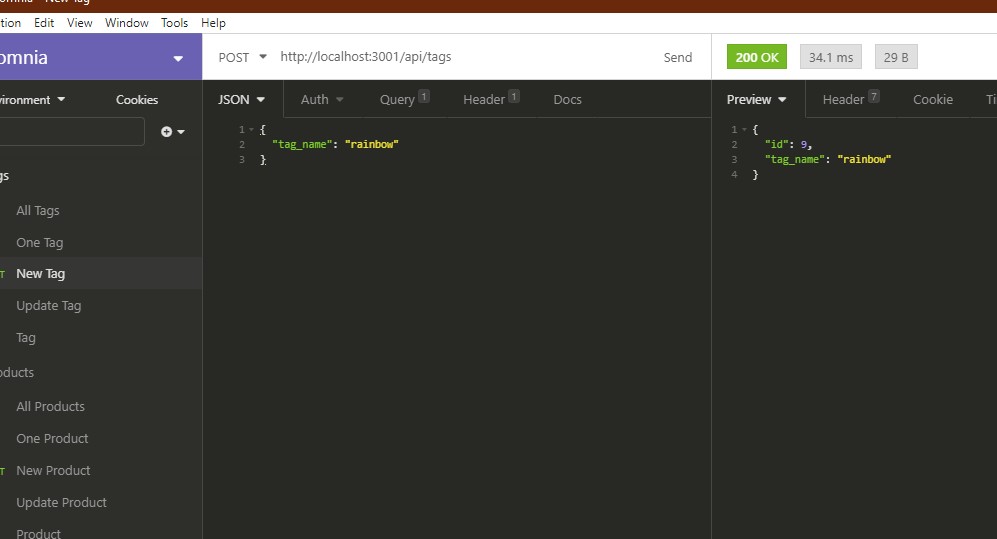 omnia – New Tag
tion Edit View Window Tools Help
omnia
POST http://localhost:3001/api/tags Send
200 OK 34.1 ms 29 B
vironment Cookies
JSON Auth Query 1 Header 1 Docs
Preview Header 7 Cookie Ti
1 {
2 "tag_name": "rainbow"
3 }
1 {
2 "id": 9,
3 "tag_name": "rainbow"
4 }
gs
All Tags
One Tag
T New Tag
Update Tag
Tag
oducts
All Products
One Product
T New Product
Update Product
Product